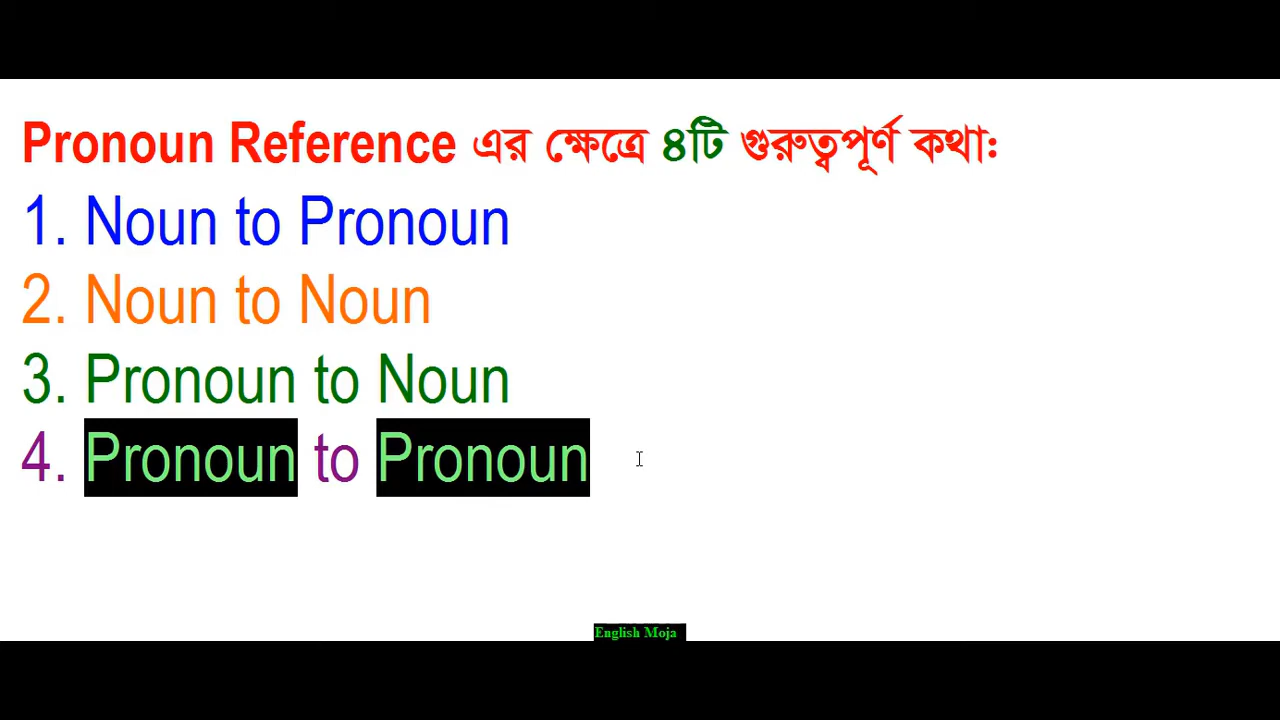 Pronoun Reference এর ক্ষেত্রে ৪টি গুরুত্বপূর্ণ কথাঃ
1. Noun to Pronoun
2. Noun to Noun
3. Pronoun to Noun
4. Pronoun to Pronoun
English Moja